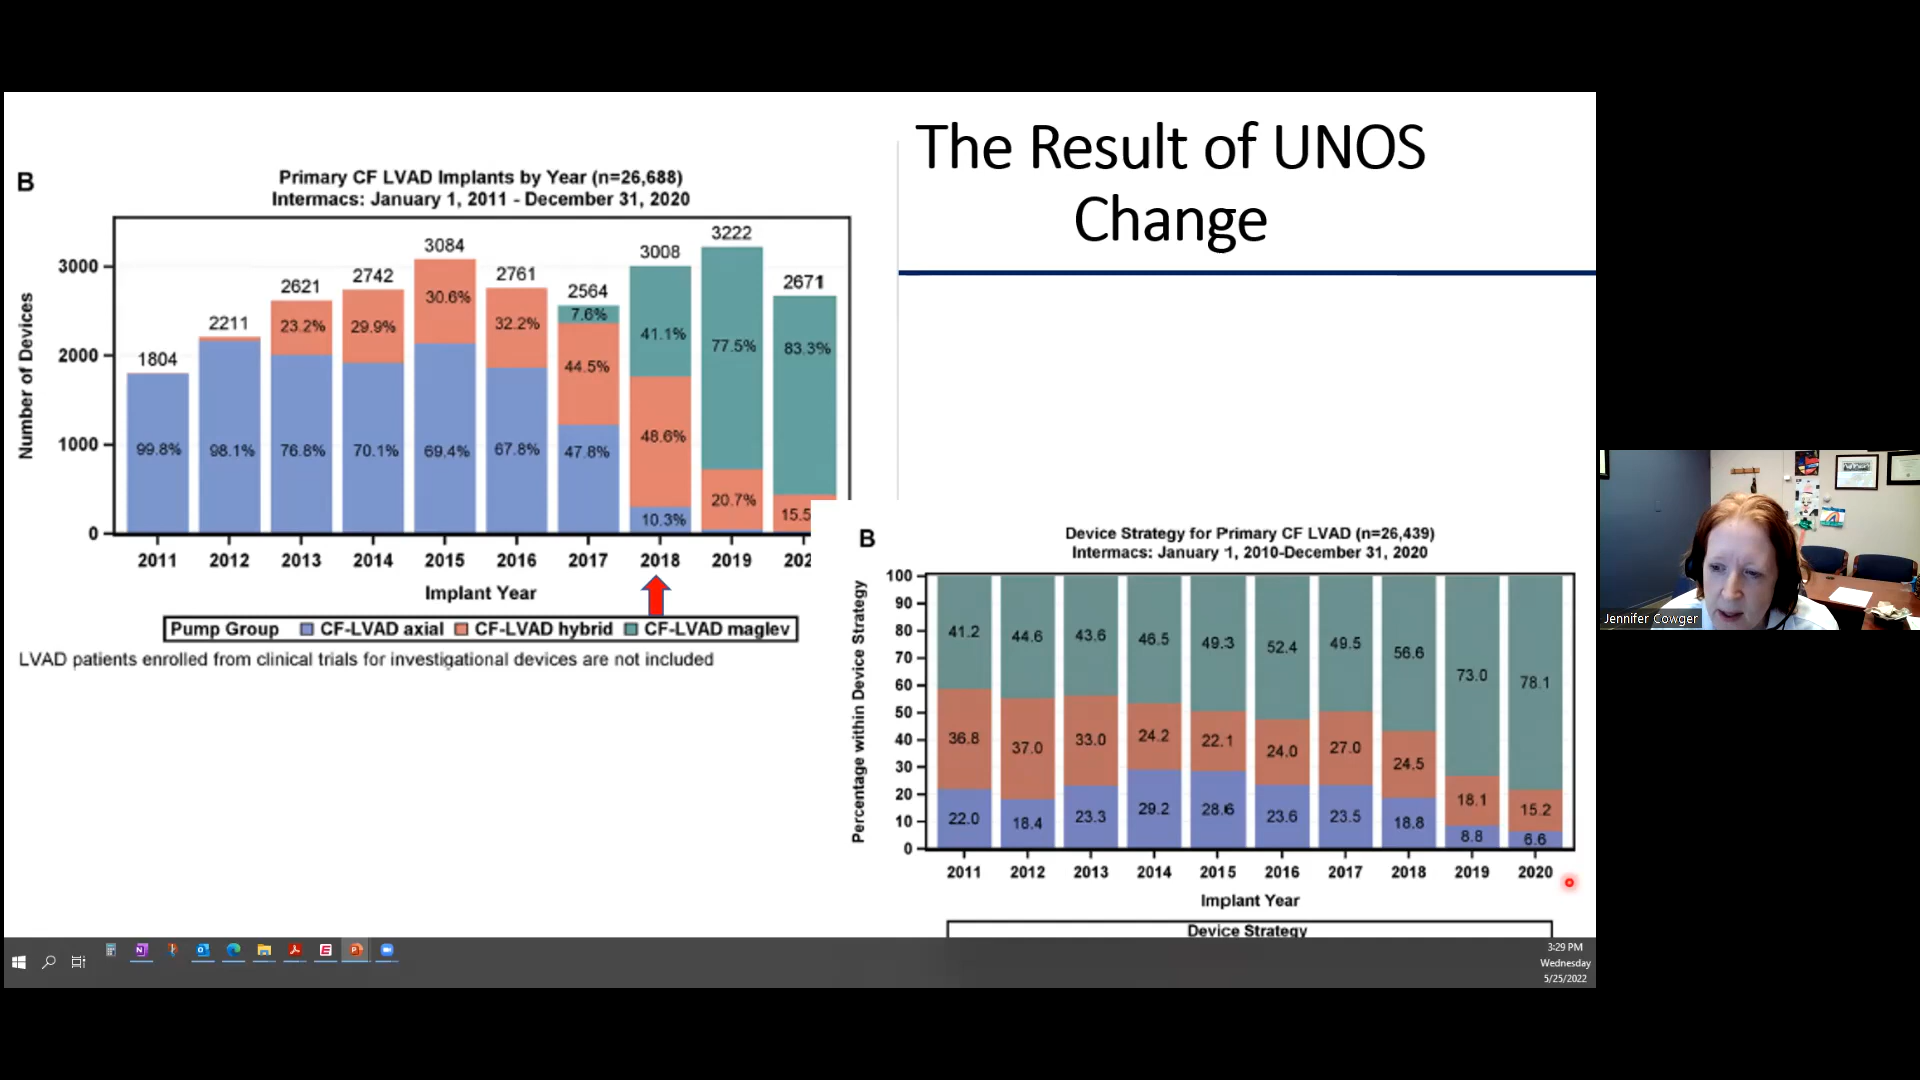 The Result of UNOS
Change
B
Primary CF LVAD Implants by Year (n=26,688)
Intermacs: January 1, 2011 - December 31, 2020
Number of Devices
3000
2000
1000
0
1804
2211
2621
2742
3084
2761
2564
3008
3222
2671
99.8%
98.1%
76.8%
23.2%
70.1%
29.9%
69.4%
30.6%
67.8%
32.2%
47.8%
44.5%
7.6%
10.3%
48.6%
41.1%
20.7%
77.5%
15.5
83.3%
2011 2012 2013 2014 2015 2016 2017 2018 2019 202
Implant Year
Pump Group CF-LVAD axial CF-LVAD hybrid CF-LVAD maglev
LVAD patients enrolled from clinical trials for investigational devices are not included
B
Device Strategy for Primary CF LVAD (n=26,439)
Intermacs: January 1, 2010-December 31, 2020
Percentage within Device Strategy
100
90
80
70
60
50
40
30
20
10
0
41.2 44.6 43.6 46.5 49.3 52.4 49.5 56.6 73.0 78.1
36.8 37.0 33.0 24.2 22.1 24.0 27.0 24.5 18.1 15.2
22.0 18.4 23.3 29.2 28.6 23.6 23.5 18.8 8.8 6.6
2011 2012 2013 2014 2015 2016 2017 2018 2019 2020
Implant Year
Device Strategy
Jennifer Cowger
3:29 PM
Wednesday
5/25/2022